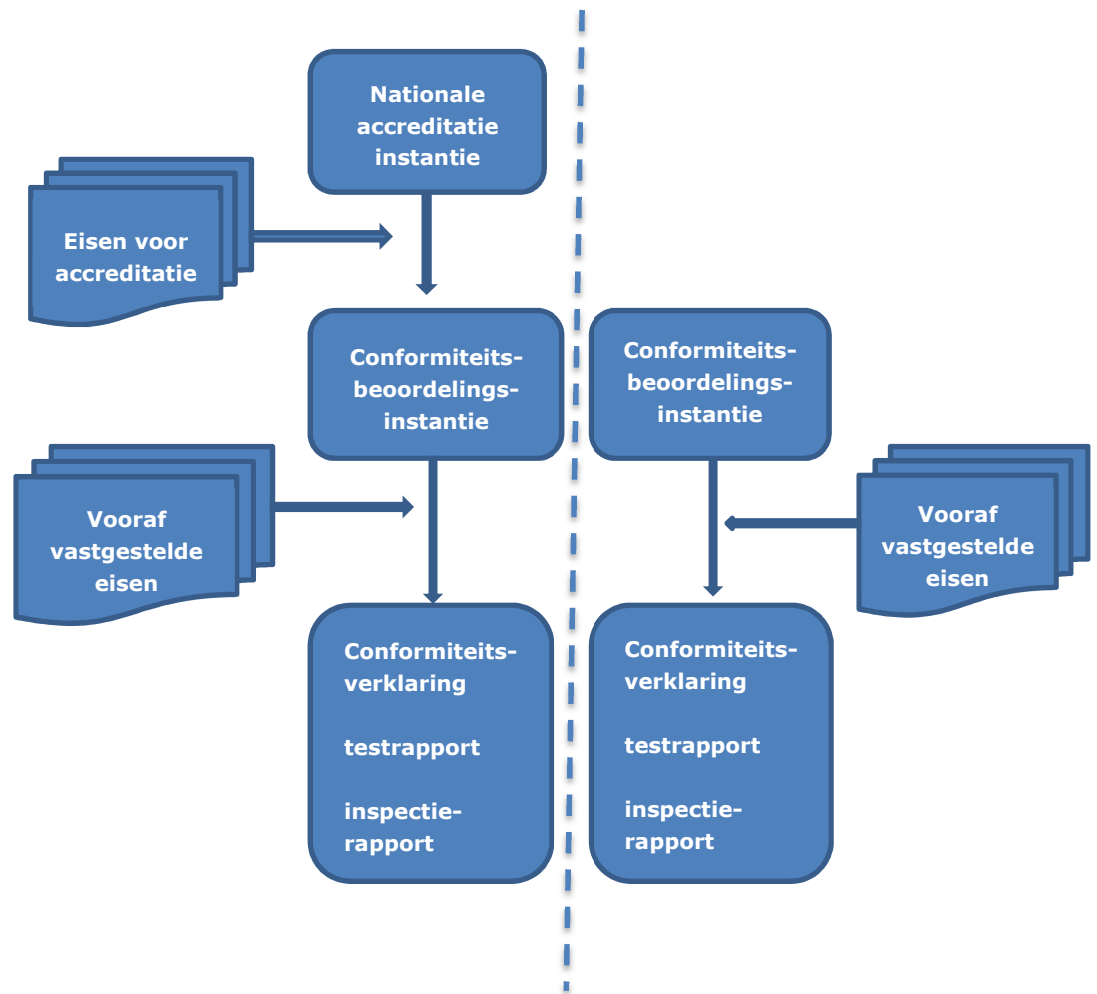 Nationale
accreditatie
instantie
Eisen voor
accreditatie
Conformiteits-
beoordelings-
instantie
Conformiteits-
beoordelings-
instantie
Vooraf
vastgestelde
eisen
Vooraf
vastgestelde
eisen
Conformiteits-
verklaring
testrapport
inspectie-
rapport
Conformiteits-
verklaring
testrapport
inspectie-
rapport